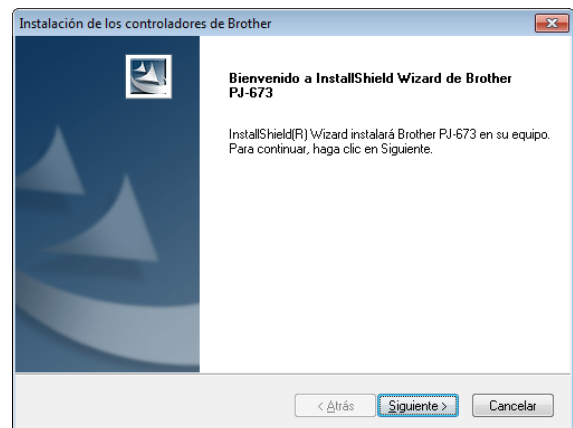 Instalación de los controladores de Brother
Bienvenido a InstallShield Wizard de Brother
PJ-673
InstallShield(R) Wizard instalará Brother PJ-673 en su equipo.
Para continuar, haga clic en Siguiente.
< Atrás
Siguiente >
Cancelar